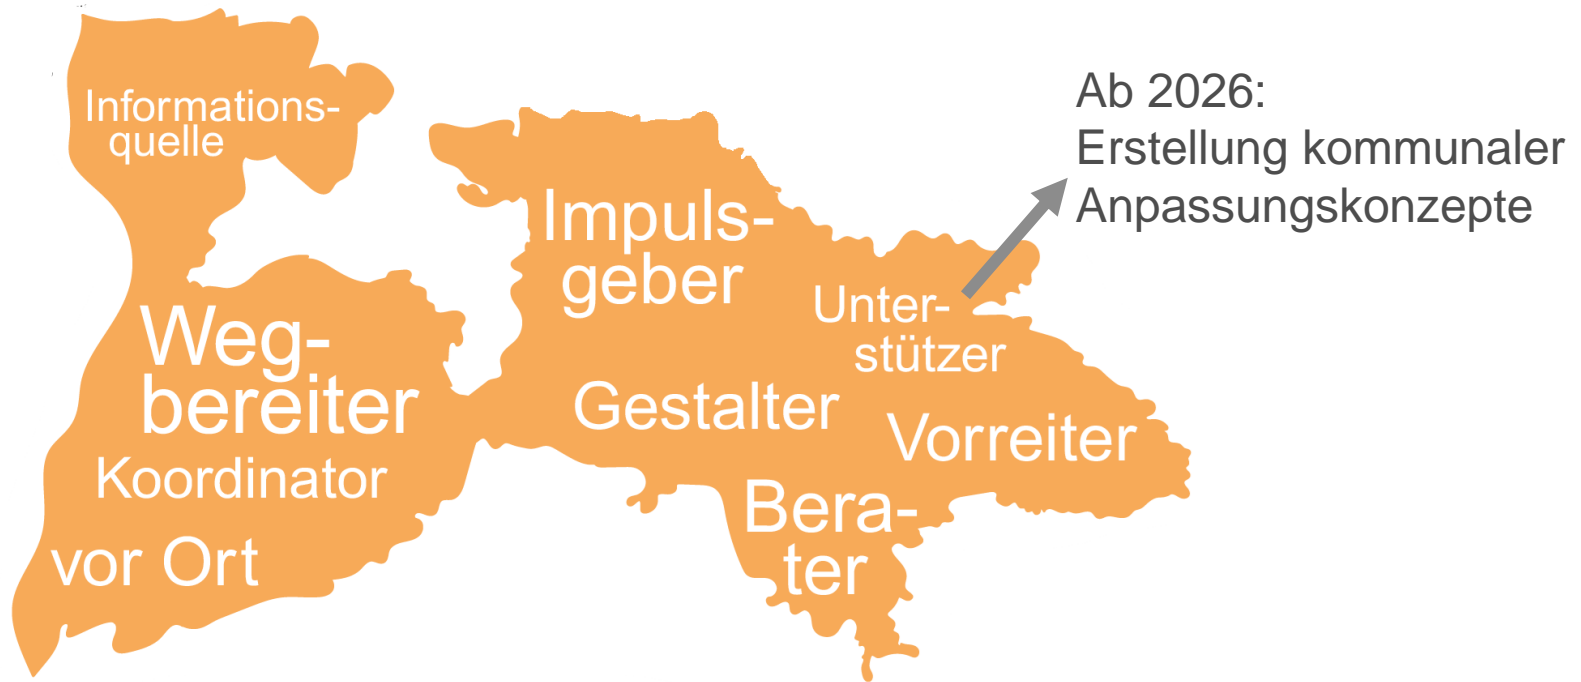 Informations-
quelle
Weg-
bereiter
Koordinator
vor Ort
Impuls-
geber
Unter-
stützer
Gestalter
Vorreiter
Bera-
ter
Ab 2026:
Erstellung kommunaler
Anpassungskonzepte